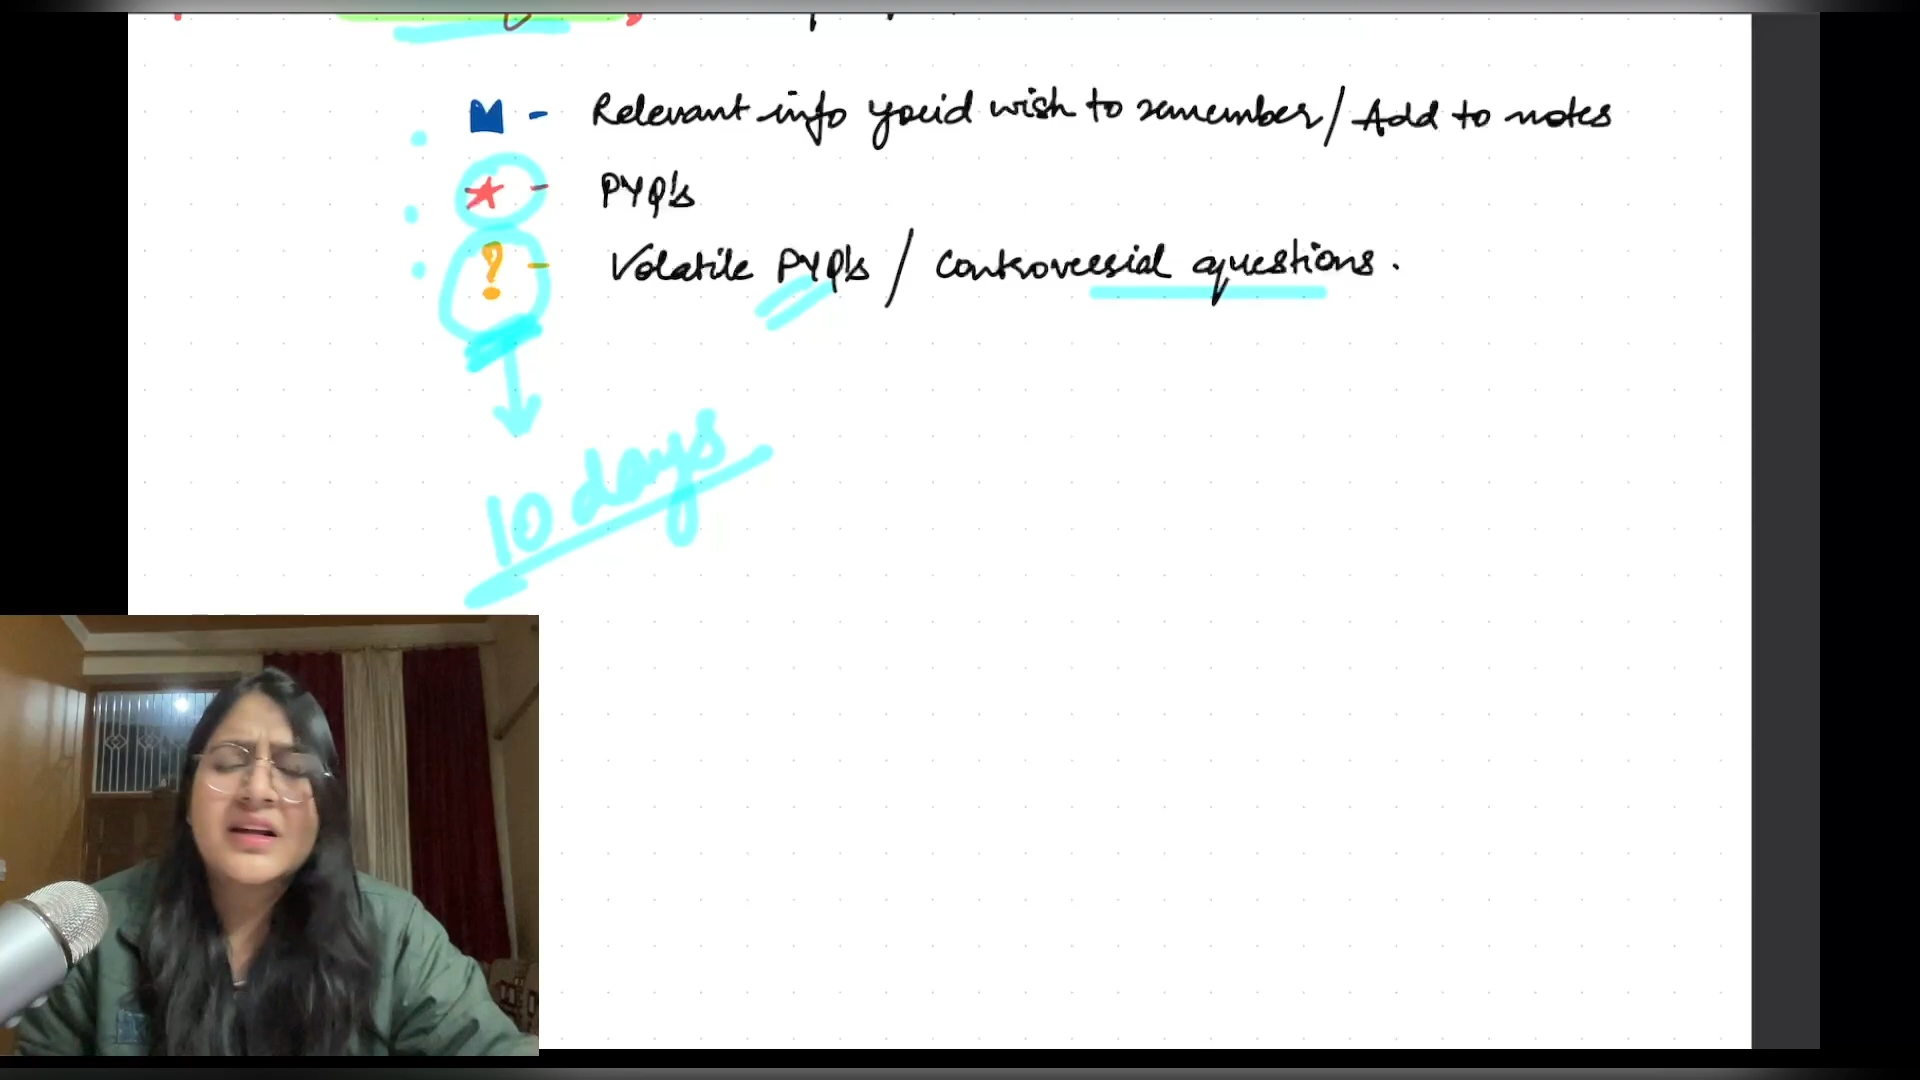 - Relevant info you'd wish to remember/Add to notes
* - PYQ's
? - Volatile PYQ's / Controversial questions.
10 days